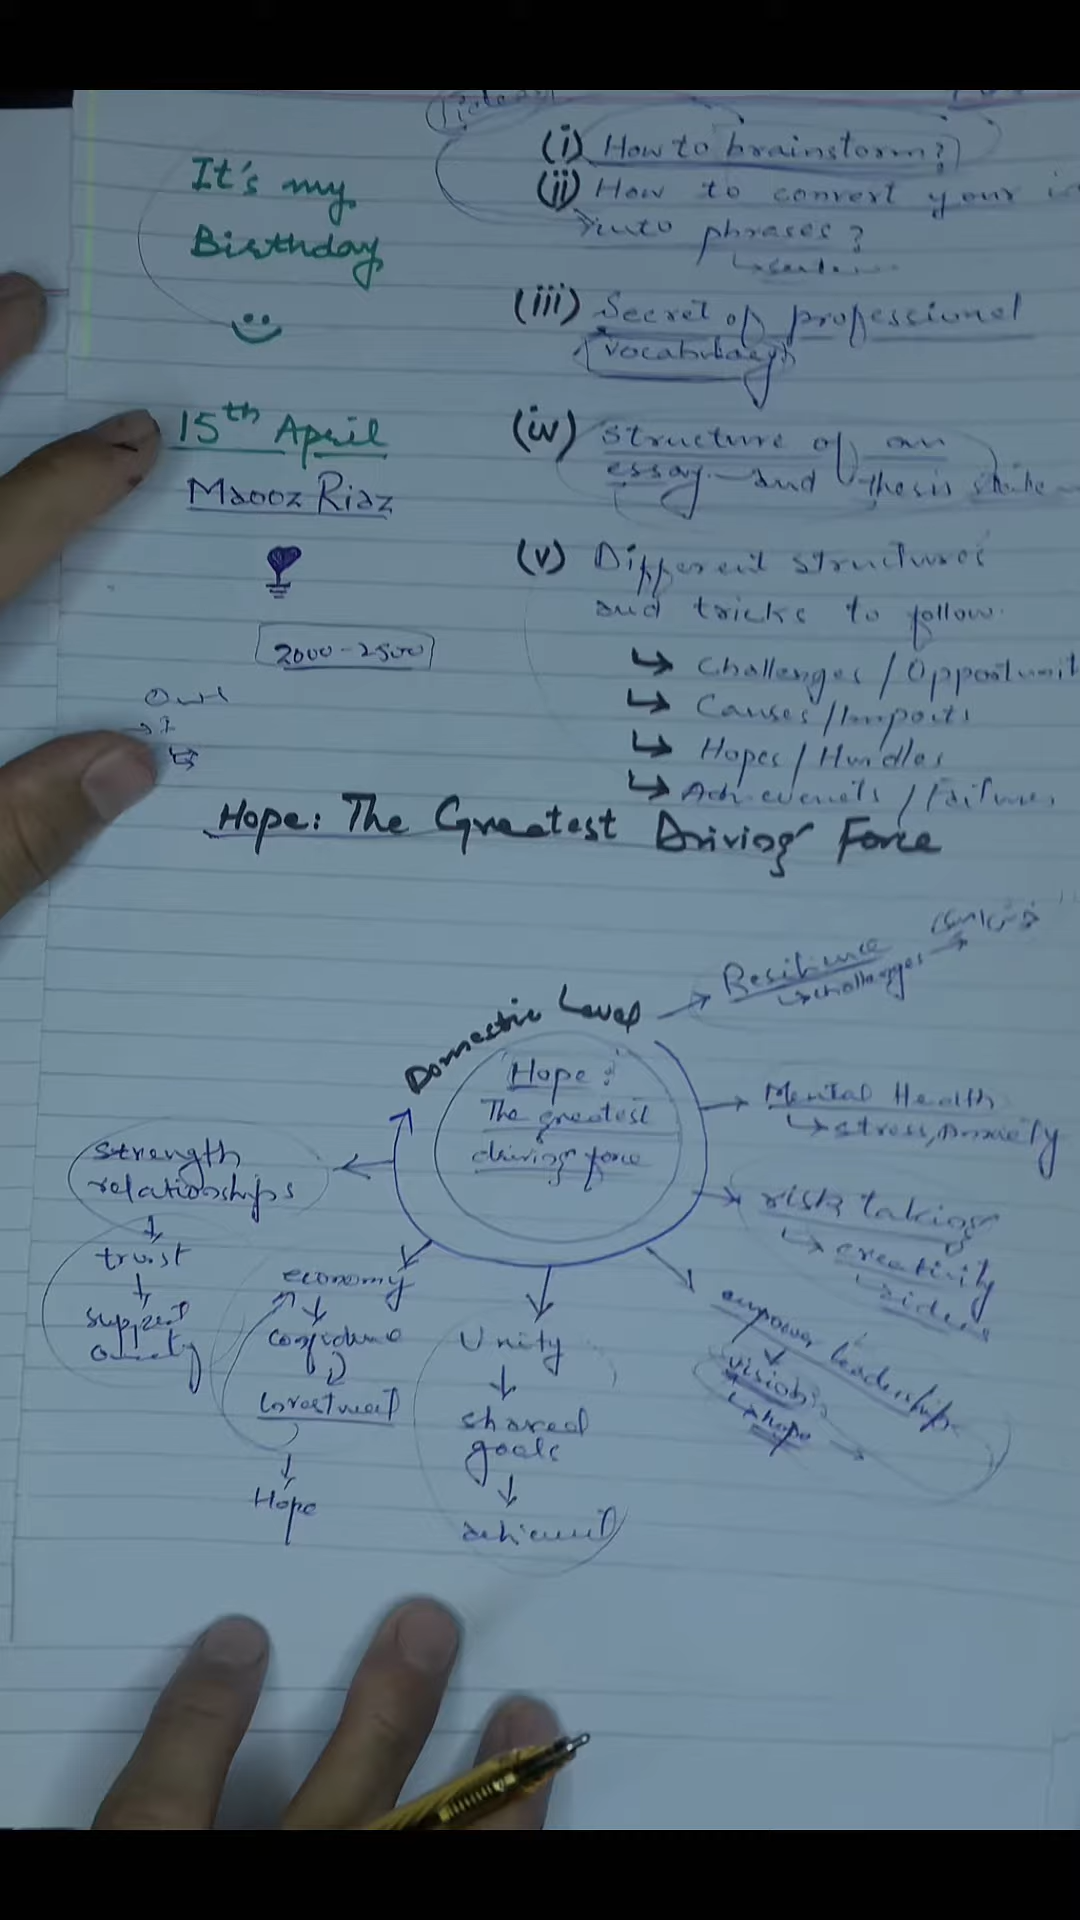 (i) How to brainstorm?
(ii) How to convert your
into phrases?
(iii) Secret of professional
vocabulary
(iv) structure of an
essay and thesis
(v) Different structures
and tricks to follow.
↳ Challenges / Opportunit
↳ Causes/Impacts
↳ Hopes / Hurdles
↳ Achievements / Failures
It's my
Birthday
15th April
Maooz Riaz
2000-2500
Hope: The Greatest Driving Force
Domestic Level
Hope:
The greatest
driving force
Resilience
↳ challenges
Mental Health
↳ stress, Anxiety
risk taking
↳ creativity
↳ ideas
empower leaderships
vision
↳ hope
Unity
shared
goals
economy
confidence
Investment
Hope
strength
relationships
trust
support